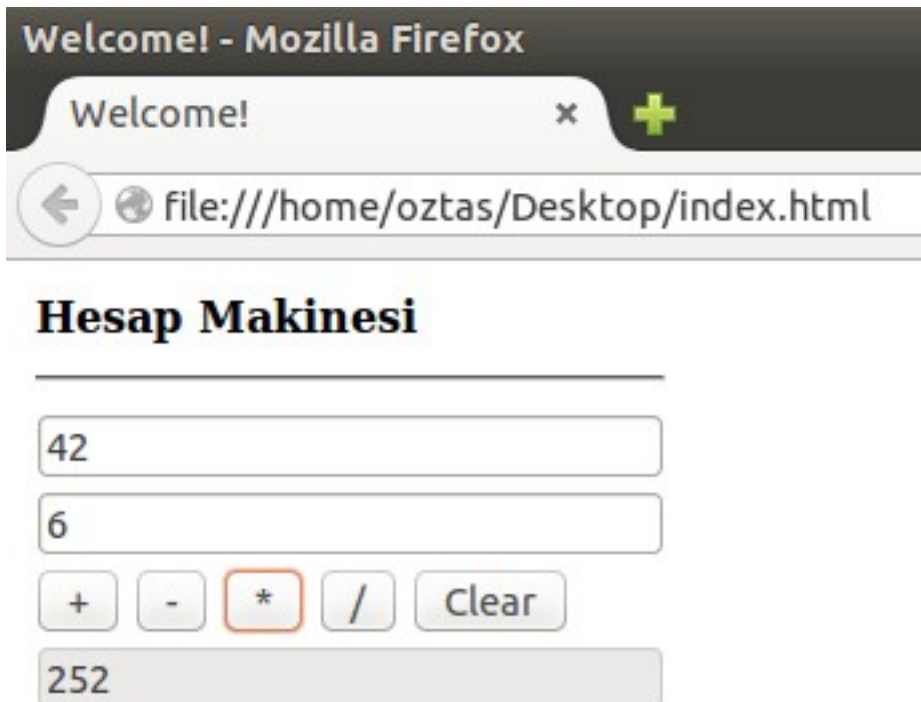 Welcome! - Mozilla Firefox
Welcome!
file:///home/oztas/Desktop/index.html
Hesap Makinesi
42
6
+ - * / Clear
252